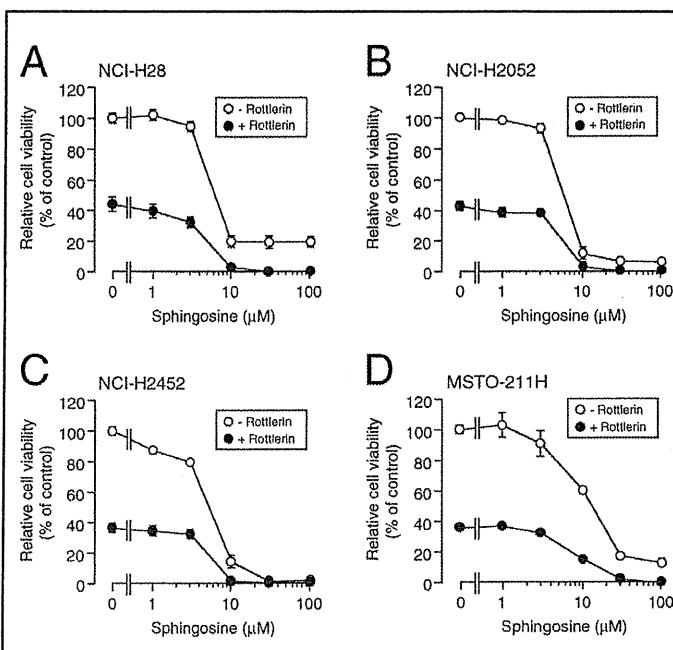 A
NCI-H28
Relative cell viability
(% of control)
120
100
80
60
40
20
0
- Rottlerin
+ Rottlerin
0
1
10
100
Sphingosine (μM)
B
NCI-H2052
Relative cell viability
(% of control)
120
100
80
60
40
20
0
- Rottlerin
+ Rottlerin
0
1
10
100
Sphingosine (μM)
C
NCI-H2452
Relative cell viability
(% of control)
120
100
80
60
40
20
0
- Rottlerin
+ Rottlerin
0
1
10
100
Sphingosine (μM)
D
MSTO-211H
Relative cell viability
(% of control)
120
100
80
60
40
20
0
- Rottlerin
+ Rottlerin
0
1
10
100
Sphingosine (μM)